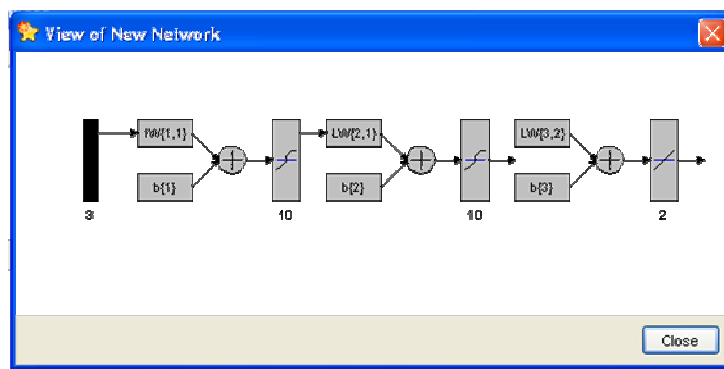 View of New Network
IW{1,1} LW{2,1} LW{3,2}
b{1} b{2} b{3}
3 10 10 2
Close